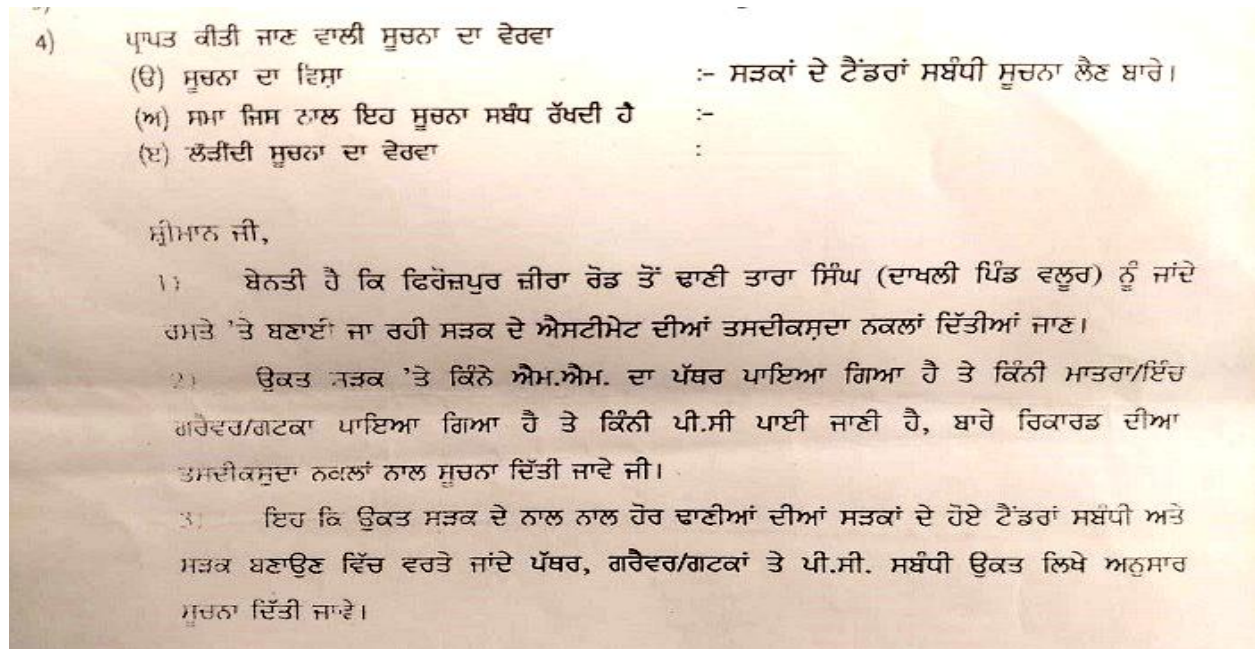 4) ਪ੍ਰਾਪਤ ਕੀਤੀ ਜਾਣ ਵਾਲੀ ਸੂਚਨਾ ਦਾ ਵੇਰਵਾ
(ੳ) ਸੂਚਨਾ ਦਾ ਵਿਸ਼ਾ :- ਸੜਕਾਂ ਦੇ ਟੈਂਡਰਾਂ ਸਬੰਧੀ ਸੂਚਨਾ ਲੈਣ ਬਾਰੇ।
(ਅ) ਸਮਾ ਜਿਸ ਨਾਲ ਇਹ ਸੂਚਨਾ ਸਬੰਧ ਰੱਖਦੀ ਹੈ :-
(ੲ) ਲੋੜੀਂਦੀ ਸੂਚਨਾ ਦਾ ਵੇਰਵਾ :
ਸ਼੍ਰੀਮਾਨ ਜੀ,
1) ਬੇਨਤੀ ਹੈ ਕਿ ਫਿਰੋਜ਼ਪੁਰ ਜ਼ੀਰਾ ਰੋਡ ਤੋਂ ਢਾਣੀ ਤਾਰਾ ਸਿੰਘ (ਦਾਖਲੀ ਪਿੰਡ ਵਲੂਰ) ਨੂੰ ਜਾਂਦੇ
ਰਸਤੇ 'ਤੇ ਬਣਾਈ ਜਾ ਰਹੀ ਸੜਕ ਦੇ ਐਸਟੀਮੇਟ ਦੀਆਂ ਤਸਦੀਕਸ਼ੁਦਾ ਨਕਲਾਂ ਦਿੱਤੀਆਂ ਜਾਣ।
2) ਉਕਤ ਸੜਕ 'ਤੇ ਕਿੰਨੇ ਐਮ.ਐਮ. ਦਾ ਪੱਥਰ ਪਾਇਆ ਗਿਆ ਹੈ ਤੇ ਕਿੰਨੀ ਮਾਤਰਾ/ਇੰਚ
ਗਰੈਵਰ/ਗਟਕਾ ਪਾਇਆ ਗਿਆ ਹੈ ਤੇ ਕਿੰਨੀ ਪੀ.ਸੀ ਪਾਈ ਜਾਣੀ ਹੈ, ਬਾਰੇ ਰਿਕਾਰਡ ਦੀਆ
ਤਸਦੀਕਸ਼ੁਦਾ ਨਕਲਾਂ ਨਾਲ ਸੂਚਨਾ ਦਿੱਤੀ ਜਾਵੇ ਜੀ।
3) ਇਹ ਕਿ ਉਕਤ ਸੜਕ ਦੇ ਨਾਲ ਨਾਲ ਹੋਰ ਢਾਣੀਆਂ ਦੀਆਂ ਸੜਕਾਂ ਦੇ ਹੋਏ ਟੈਂਡਰਾਂ ਸਬੰਧੀ ਅਤੇ
ਸੜਕ ਬਣਾਉਣ ਵਿੱਚ ਵਰਤੇ ਜਾਂਦੇ ਪੱਥਰ, ਗਰੈਵਰ/ਗਟਕਾਂ ਤੇ ਪੀ.ਸੀ. ਸਬੰਧੀ ਉਕਤ ਲਿਖੇ ਅਨੁਸਾਰ
ਸੂਚਨਾ ਦਿੱਤੀ ਜਾਵੇ।